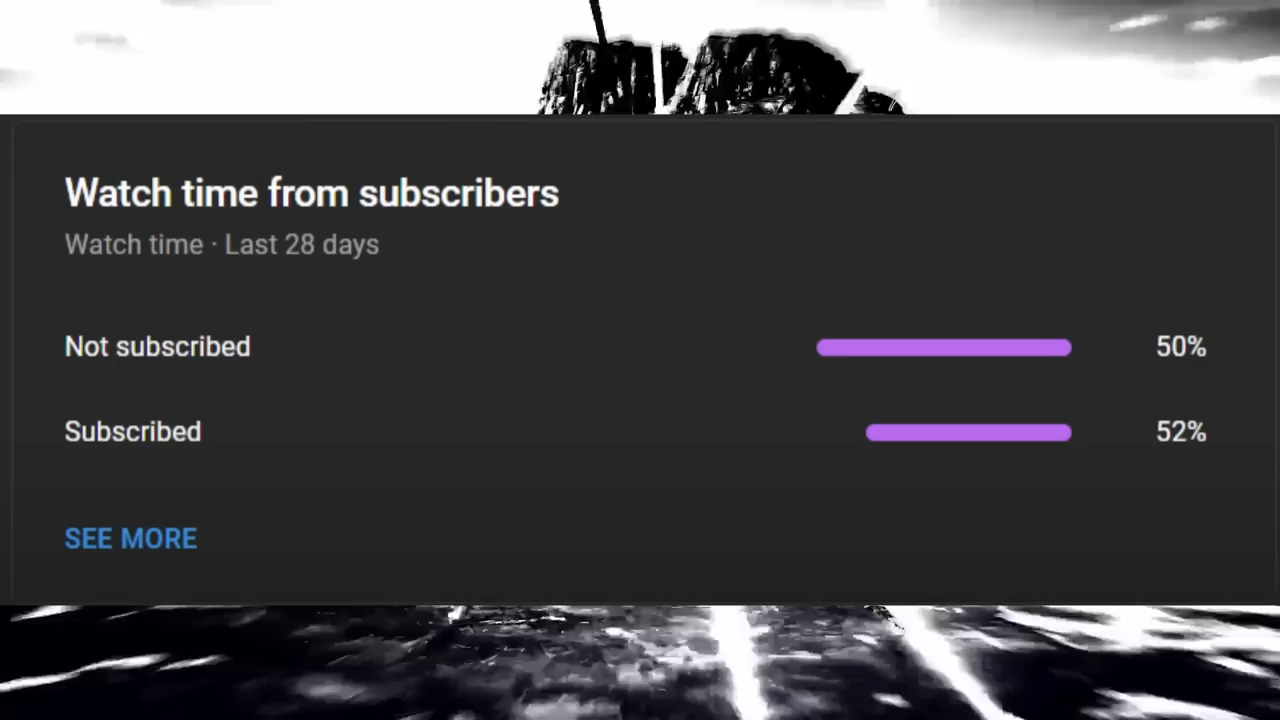 Watch time from subscribers
Watch time · Last 28 days
Not subscribed 50%
Subscribed 52%
SEE MORE